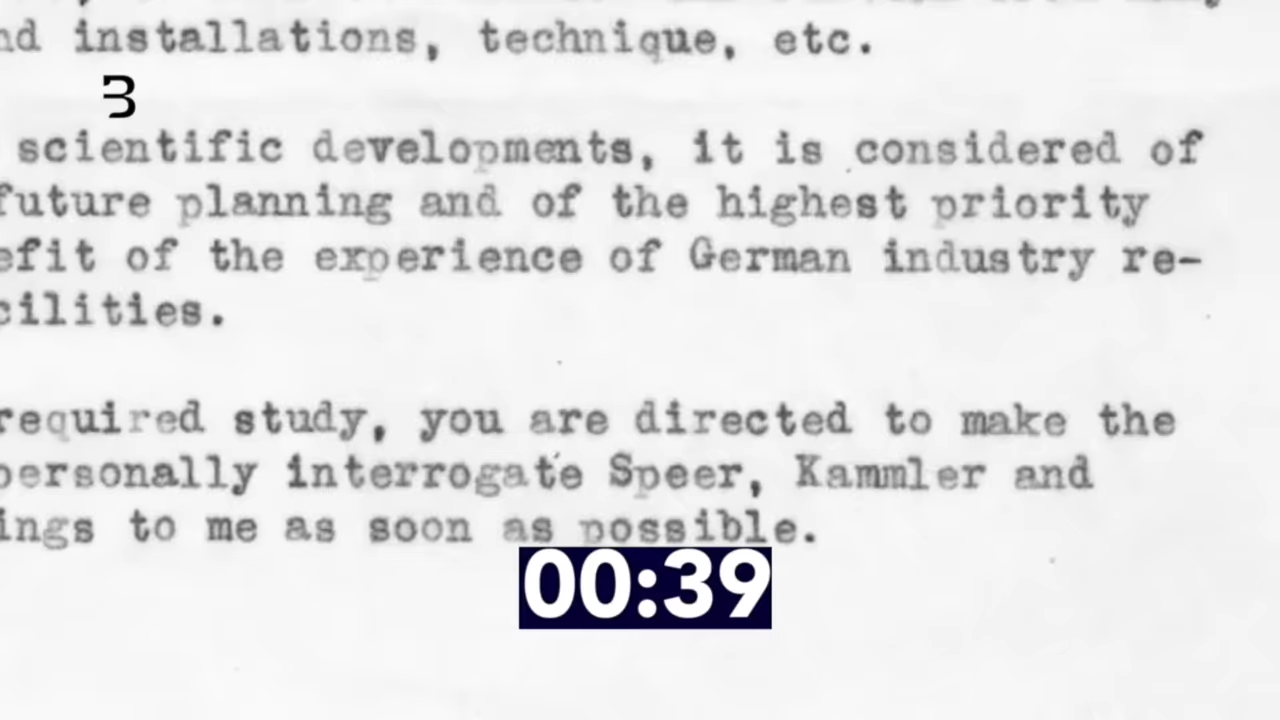 nd installations, technique, etc.
3
scientific developments, it is considered of
future planning and of the highest priority
efit of the experience of German industry re-
cilities.
required study, you are directed to make the
personally interrogate Speer, Kammler and
ings to me as soon as possible.
00:39